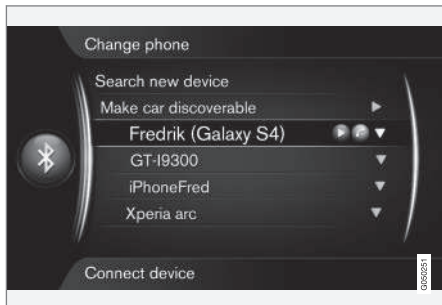 Change phone
Search new device
Make car discoverable
Fredrik (Galaxy S4)
GT-I9300
iPhoneFred
Xperia arc
Connect device
G050251